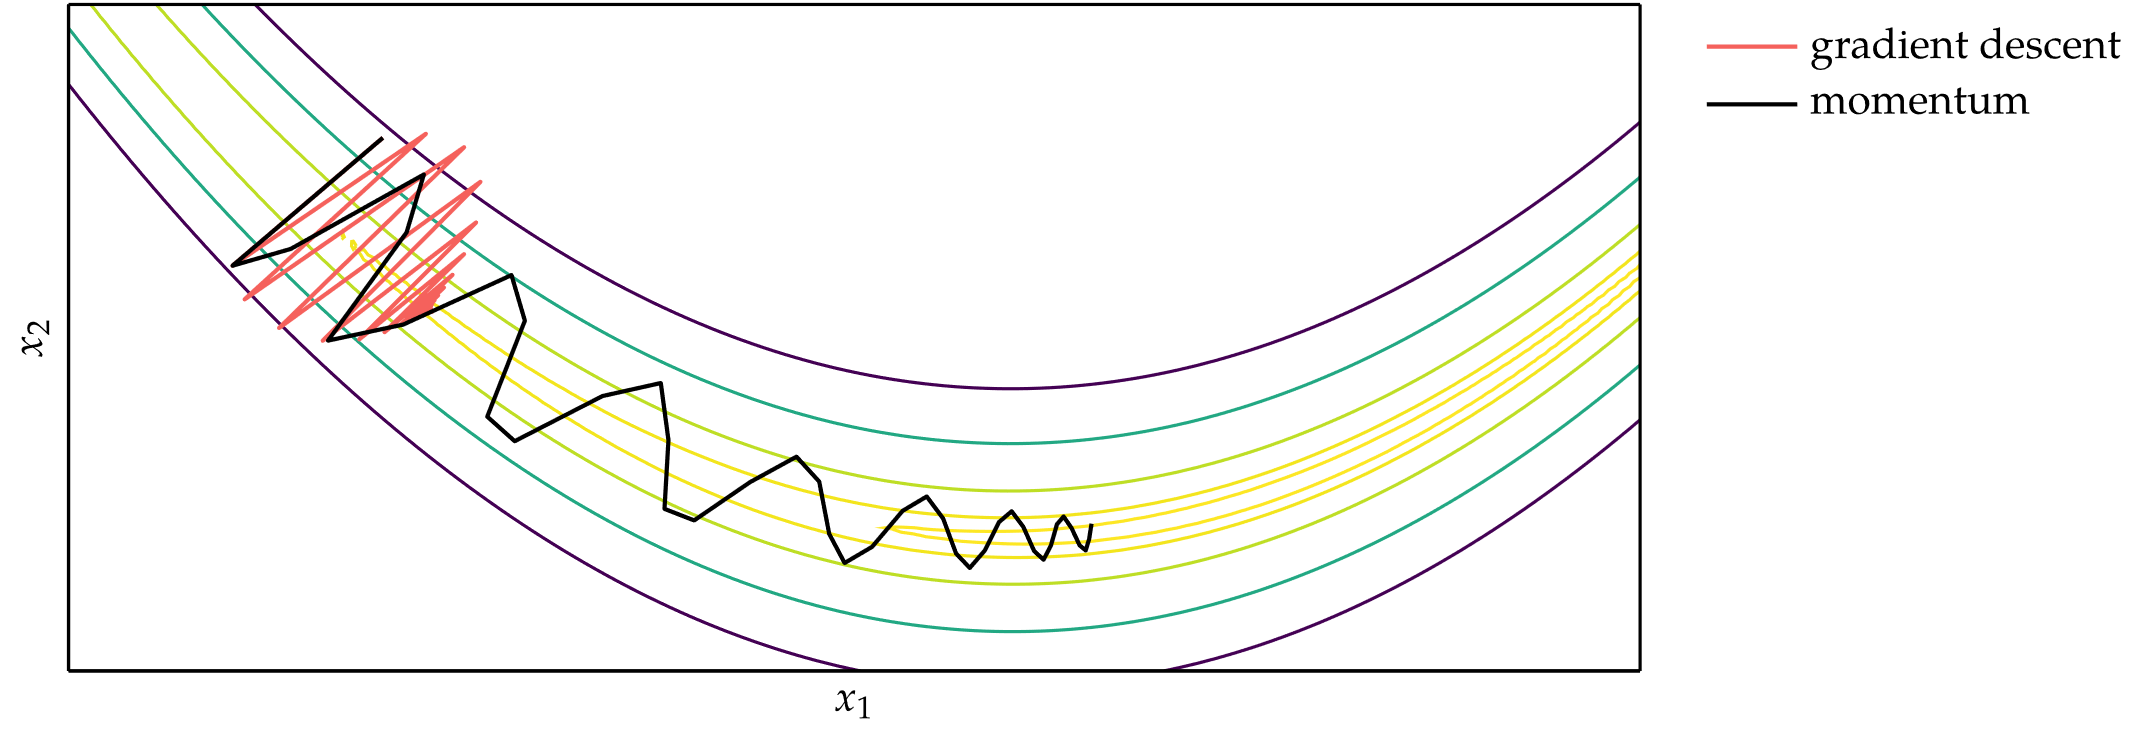 gradient descent
momentum
x₂
x₁